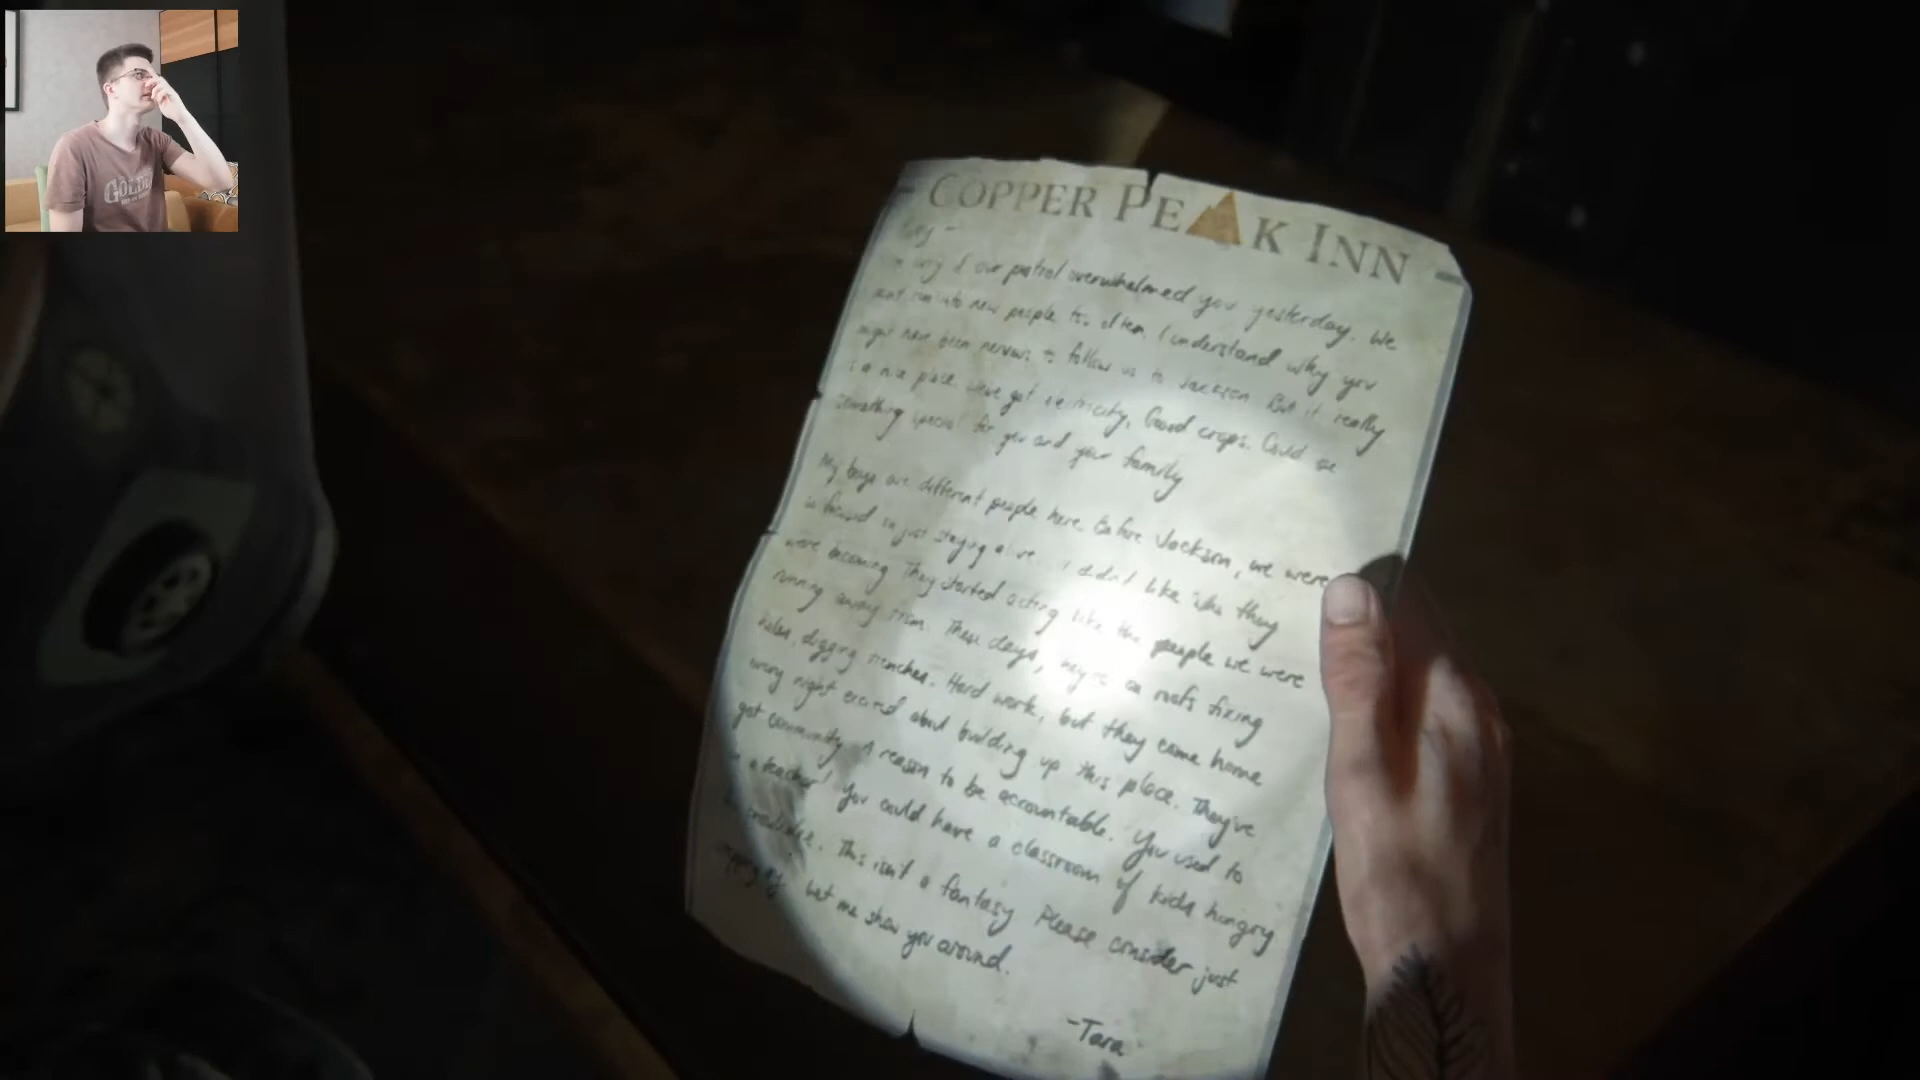 COPPER PEAK INN
if our patrol overwhelmed you yesterday. We
don't run into new people too often. I understand why you
might have been nervous to follow us to Jackson. But it really
is a nice place. We've got electricity, Good crops. Could be
something special for you and your family
My boys are different people here. Before Jackson, we were
so focused on just staying alive... I didn't like who they
were becoming They started acting like the people we were
running away from. These days, they're on roofs fixing
holes, digging trenches. Hard work, but they come home
every night excited about building up this place. They've
got community. A reason to be accountable. You used to
be a teacher! You could have a classroom of kids hungry
This isn't a fantasy Please consider just
Let me show you around.
-Tara
GOLD